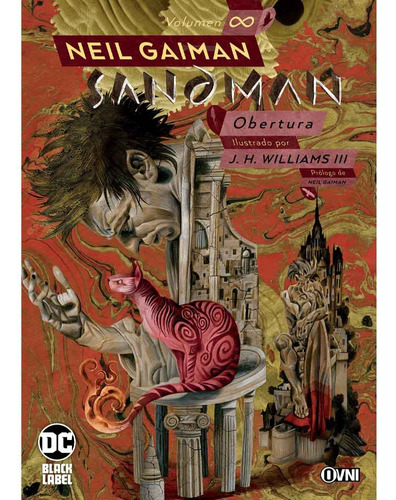 Volumen ∞
NEIL GAIMAN
SANDMAN
Obertura
Ilustrado por
J. H. WILLIAMS III
Prólogo de
NEIL GAIMAN
DC
BLACK
LABEL
OVNI